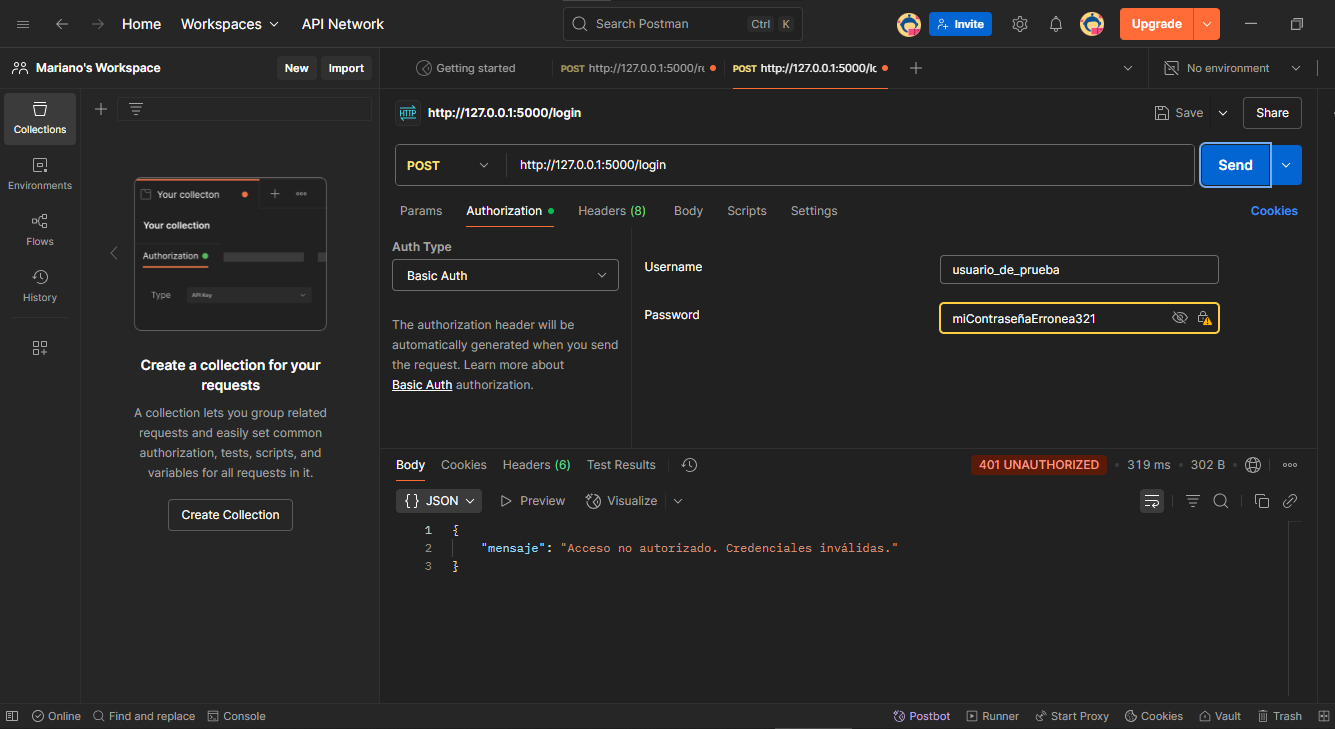 Home Workspaces API Network Search Postman Ctrl K Invite Upgrade
Mariano's Workspace New Import Getting started POST http://127.0.0.1:5000/re POST http://127.0.0.1:5000/lo No environment
Collections
Environments
Flows
History
Your collecton
Your collection
Authorization
Type API Key
Create a collection for your
requests
A collection lets you group related
requests and easily set common
authorization, tests, scripts, and
variables for all requests in it.
Create Collection
HTTP http://127.0.0.1:5000/login Save Share
POST http://127.0.0.1:5000/login Send
Params Authorization Headers (8) Body Scripts Settings Cookies
Auth Type
Basic Auth
The authorization header will be
automatically generated when you send
the request. Learn more about
Basic Auth authorization.
Username usuario_de_prueba
Password miContraseñaErronea321
Body Cookies Headers (6) Test Results 401 UNAUTHORIZED 319 ms 302 B
{} JSON Preview Visualize
1 {
2 "mensaje": "Acceso no autorizado. Credenciales inválidas."
3 }
Online Find and replace Console Postbot Runner Start Proxy Cookies Vault Trash